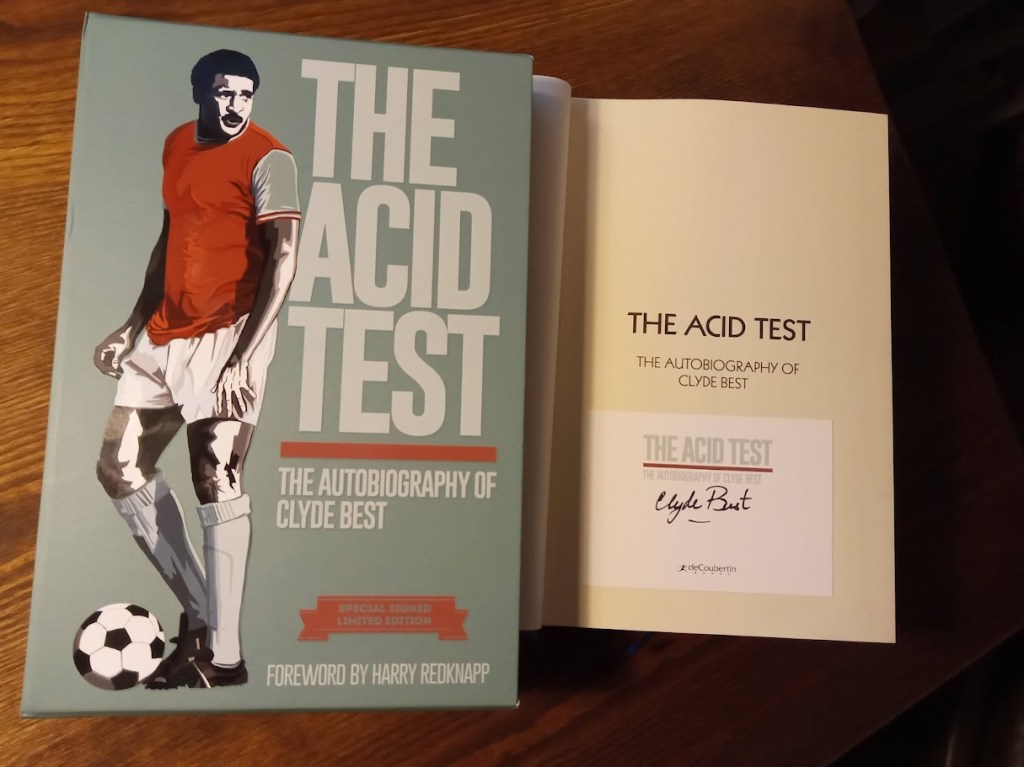 THE
ACID
TEST
THE AUTOBIOGRAPHY OF
CLYDE BEST
SPECIAL SIGNED
LIMITED EDITION
FOREWORD BY HARRY REDKNAPP
THE ACID TEST
THE AUTOBIOGRAPHY OF
CLYDE BEST
THE ACID TEST
THE AUTOBIOGRAPHY OF CLYDE BEST
Clyde Best
deCoubertin
BOOKS